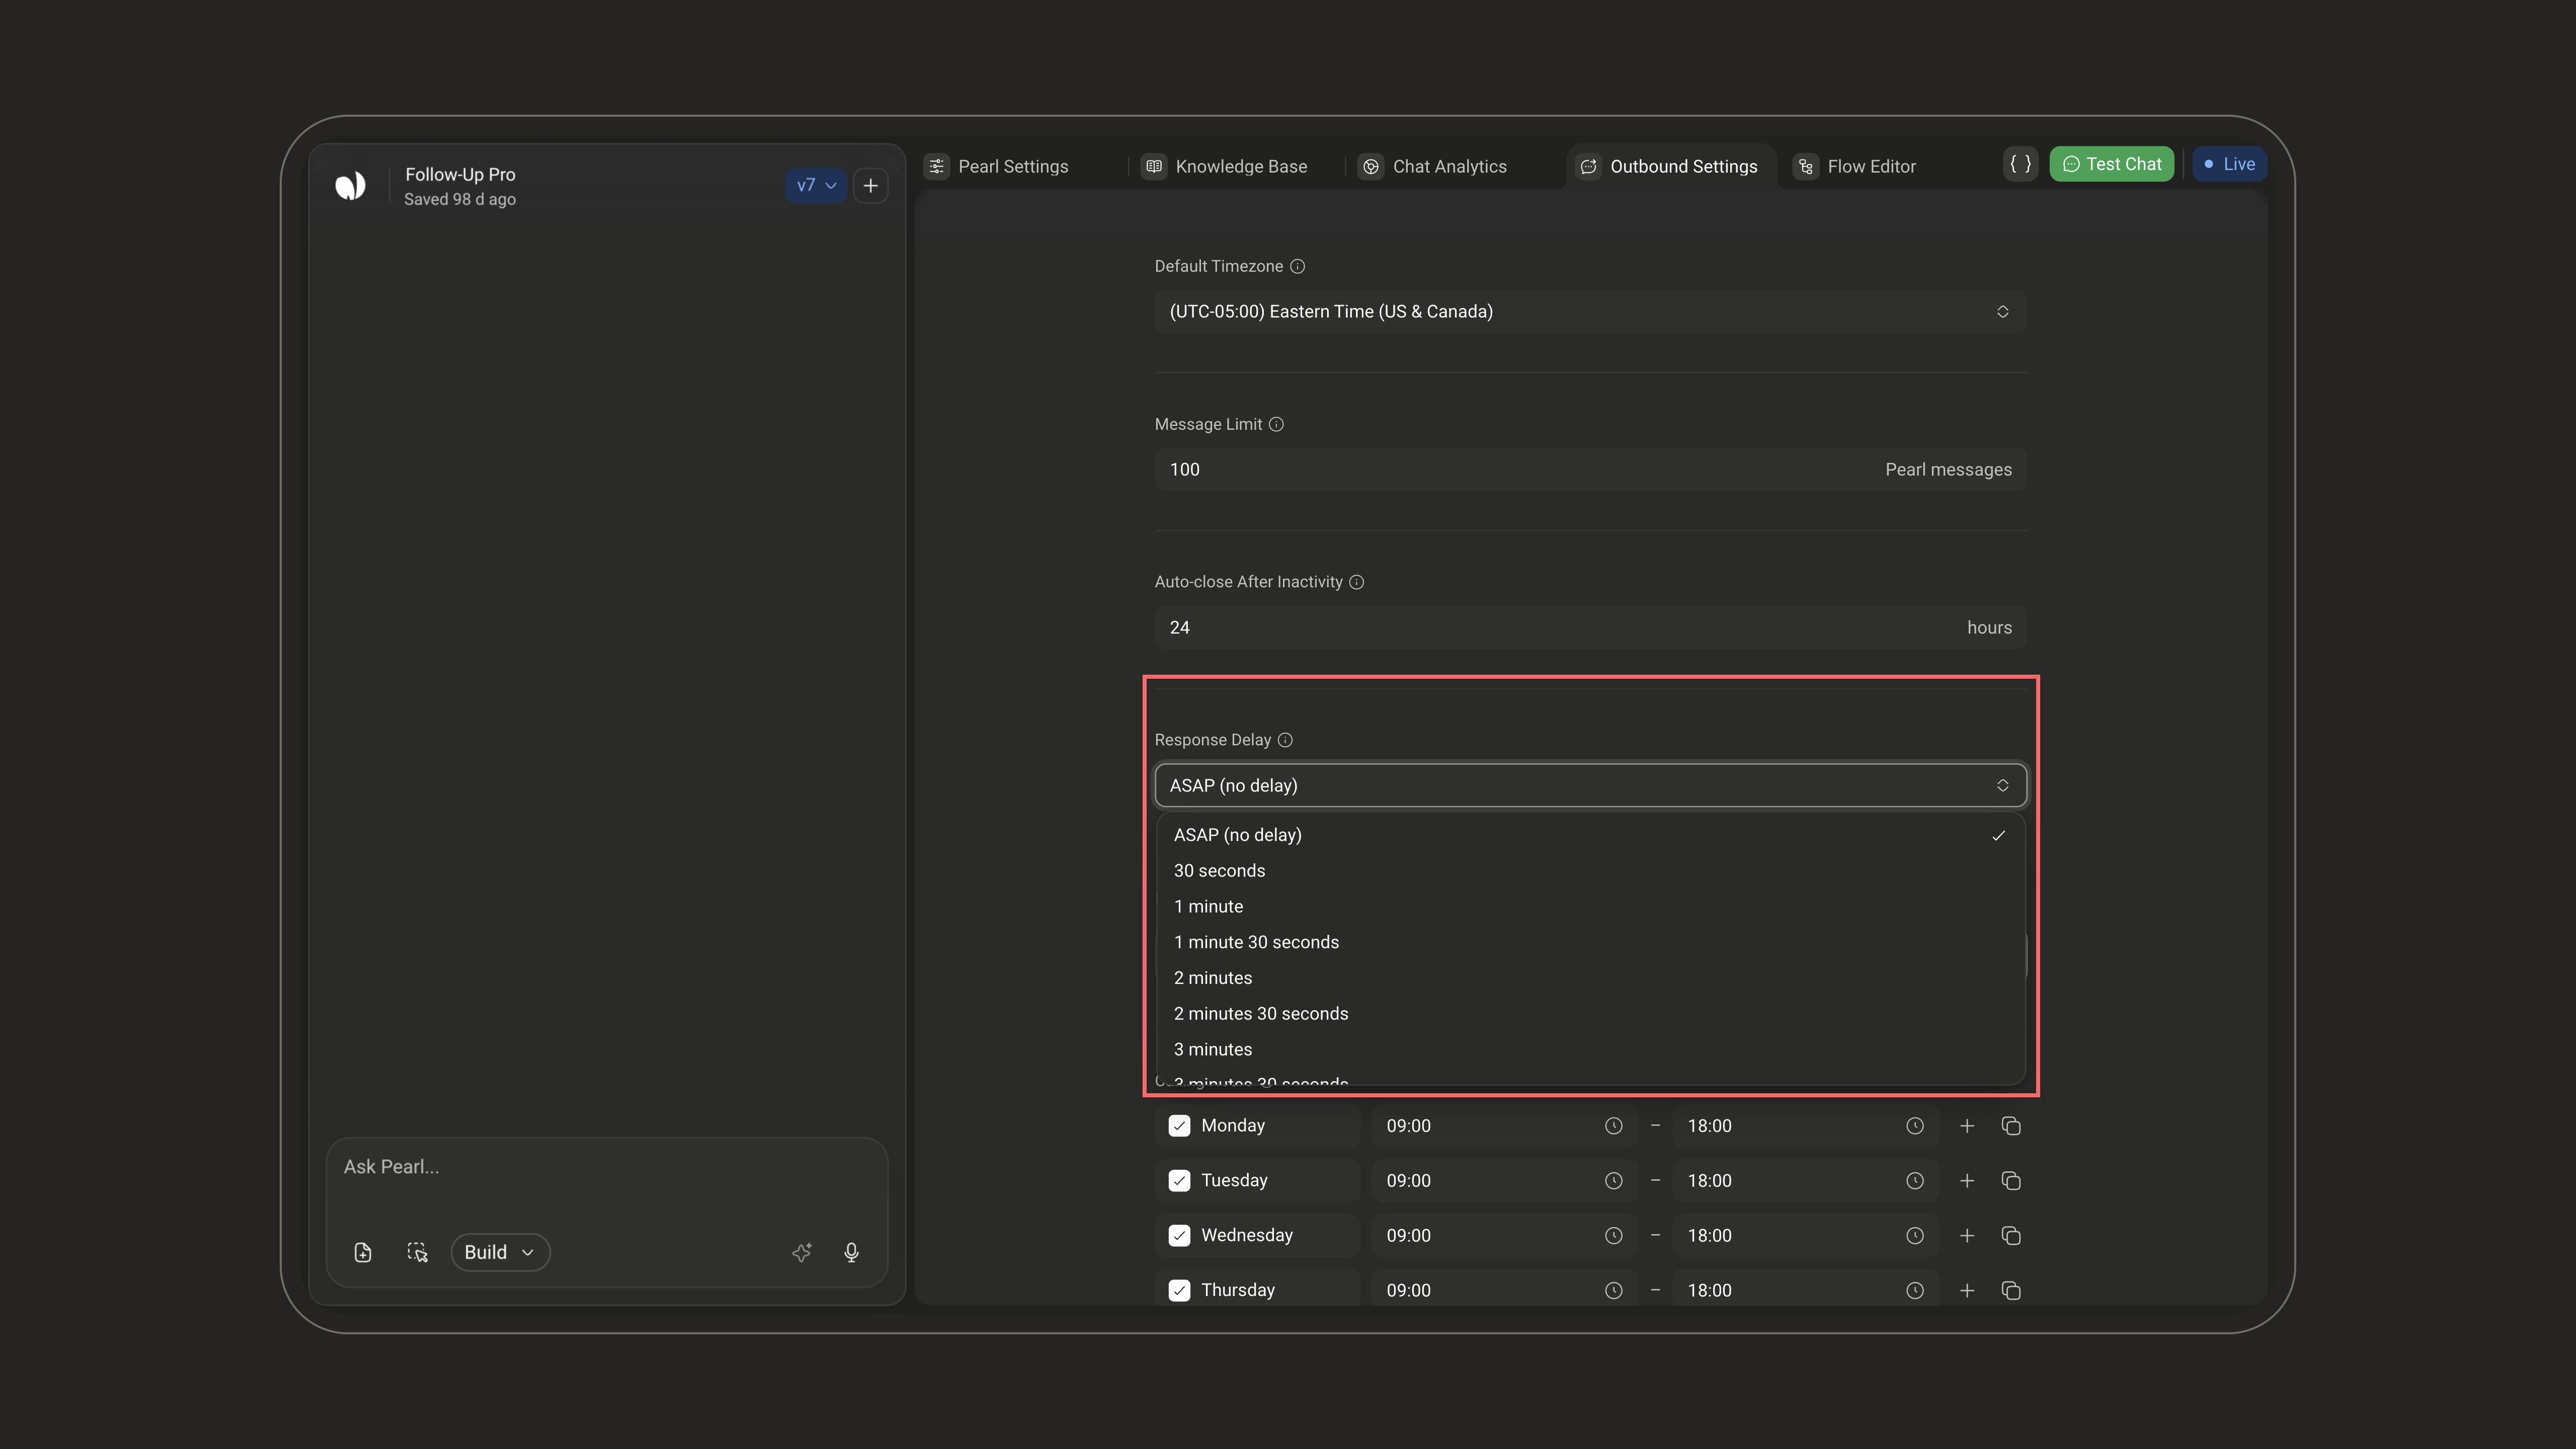 Follow-Up Pro
Saved 98 d ago
v7
Pearl Settings
Knowledge Base
Chat Analytics
Outbound Settings
Flow Editor
{ }
Test Chat
Live
Default Timezone
(UTC-05:00) Eastern Time (US & Canada)
Message Limit
100 Pearl messages
Auto-close After Inactivity
24 hours
Response Delay
ASAP (no delay)
ASAP (no delay)
30 seconds
1 minute
1 minute 30 seconds
2 minutes
2 minutes 30 seconds
3 minutes
3 minutes 30 seconds
Monday 09:00 – 18:00
Tuesday 09:00 – 18:00
Wednesday 09:00 – 18:00
Thursday 09:00 – 18:00
Ask Pearl...
Build